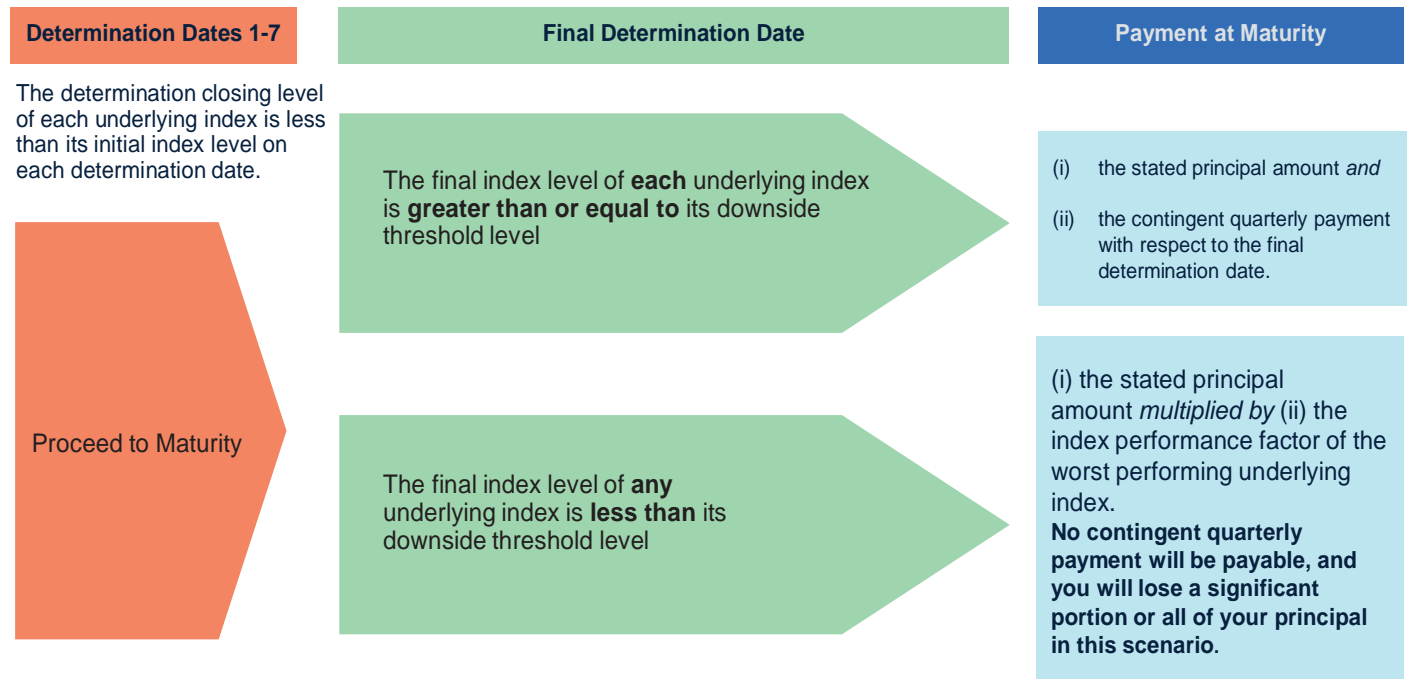 Determination Dates 1-7
Final Determination Date
Payment at Maturity
The determination closing level
of each underlying index is less
than its initial index level on
each determination date.
Proceed to Maturity
The final index level of each underlying index
is greater than or equal to its downside
threshold level
(i) the stated principal amount and
(ii) the contingent quarterly payment
with respect to the final
determination date.
The final index level of any
underlying index is less than its
downside threshold level
(i) the stated principal
amount multiplied by (ii) the
index performance factor of the
worst performing underlying
index.
No contingent quarterly
payment will be payable, and
you will lose a significant
portion or all of your principal
in this scenario.